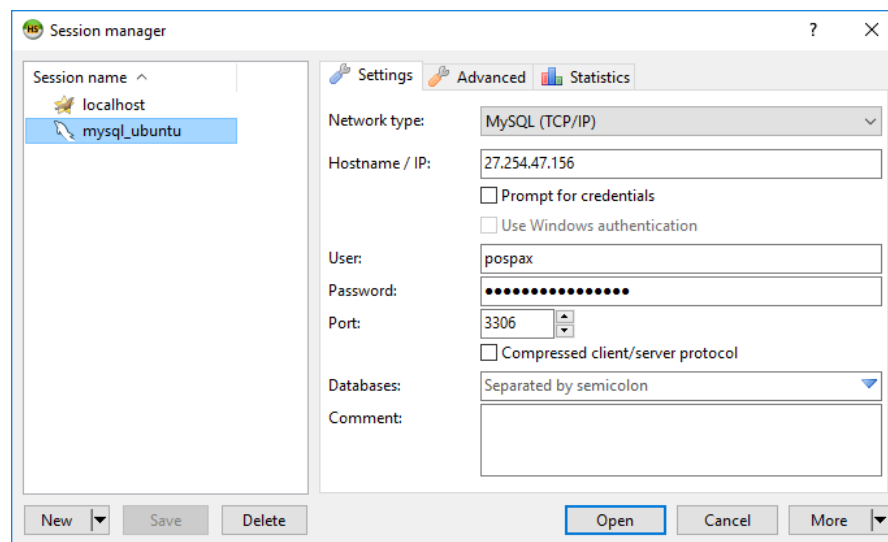 HS Session manager ? ×
Session name
localhost
mysql_ubuntu
Settings Advanced Statistics
Network type: MySQL (TCP/IP)
Hostname / IP: 27.254.47.156
Prompt for credentials
Use Windows authentication
User: pospax
Password: ●●●●●●●●●●●●●●●●
Port: 3306
Compressed client/server protocol
Databases: Separated by semicolon
Comment:
New Save Delete Open Cancel More